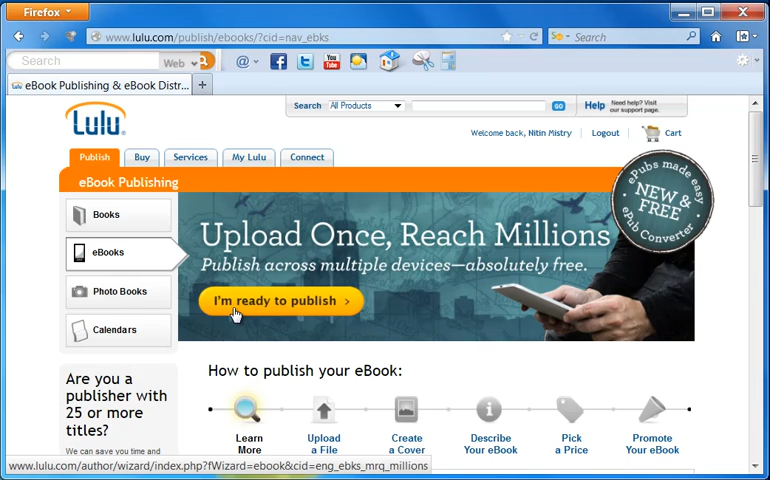 Firefox
www.lulu.com/publish/ebooks/?cid=nav_ebks
Search
Search
Web
eBook Publishing & eBook Distr...
Lulu
Search
All Products
GO
Help
Need help? Visit
our support page.
Welcome back, Nitin Mistry
Logout
Cart
Publish
Buy
Services
My Lulu
Connect
eBook Publishing
ePubs made easy
NEW &
FREE
ePub Converter
Books
eBooks
Photo Books
Calendars
Upload Once, Reach Millions
Publish across multiple devices—absolutely free.
I'm ready to publish
Are you a
publisher with
25 or more
titles?
We can save you time and
How to publish your eBook:
Learn
More
Upload
a File
Create
a Cover
Describe
Your eBook
Pick
a Price
Promote
Your eBook
www.lulu.com/author/wizard/index.php?fWizard=ebook&cid=eng_ebks_mrq_millions